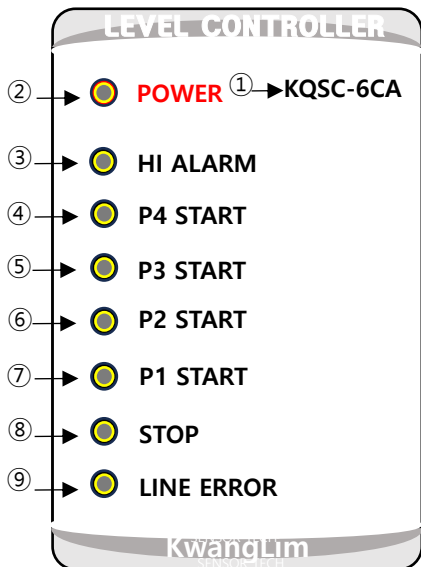 LEVEL CONTROLLER
② POWER ① KQSC-6CA
③ HI ALARM
④ P4 START
⑤ P3 START
⑥ P2 START
⑦ P1 START
⑧ STOP
⑨ LINE ERROR
KwangLim
SENSOR TECH